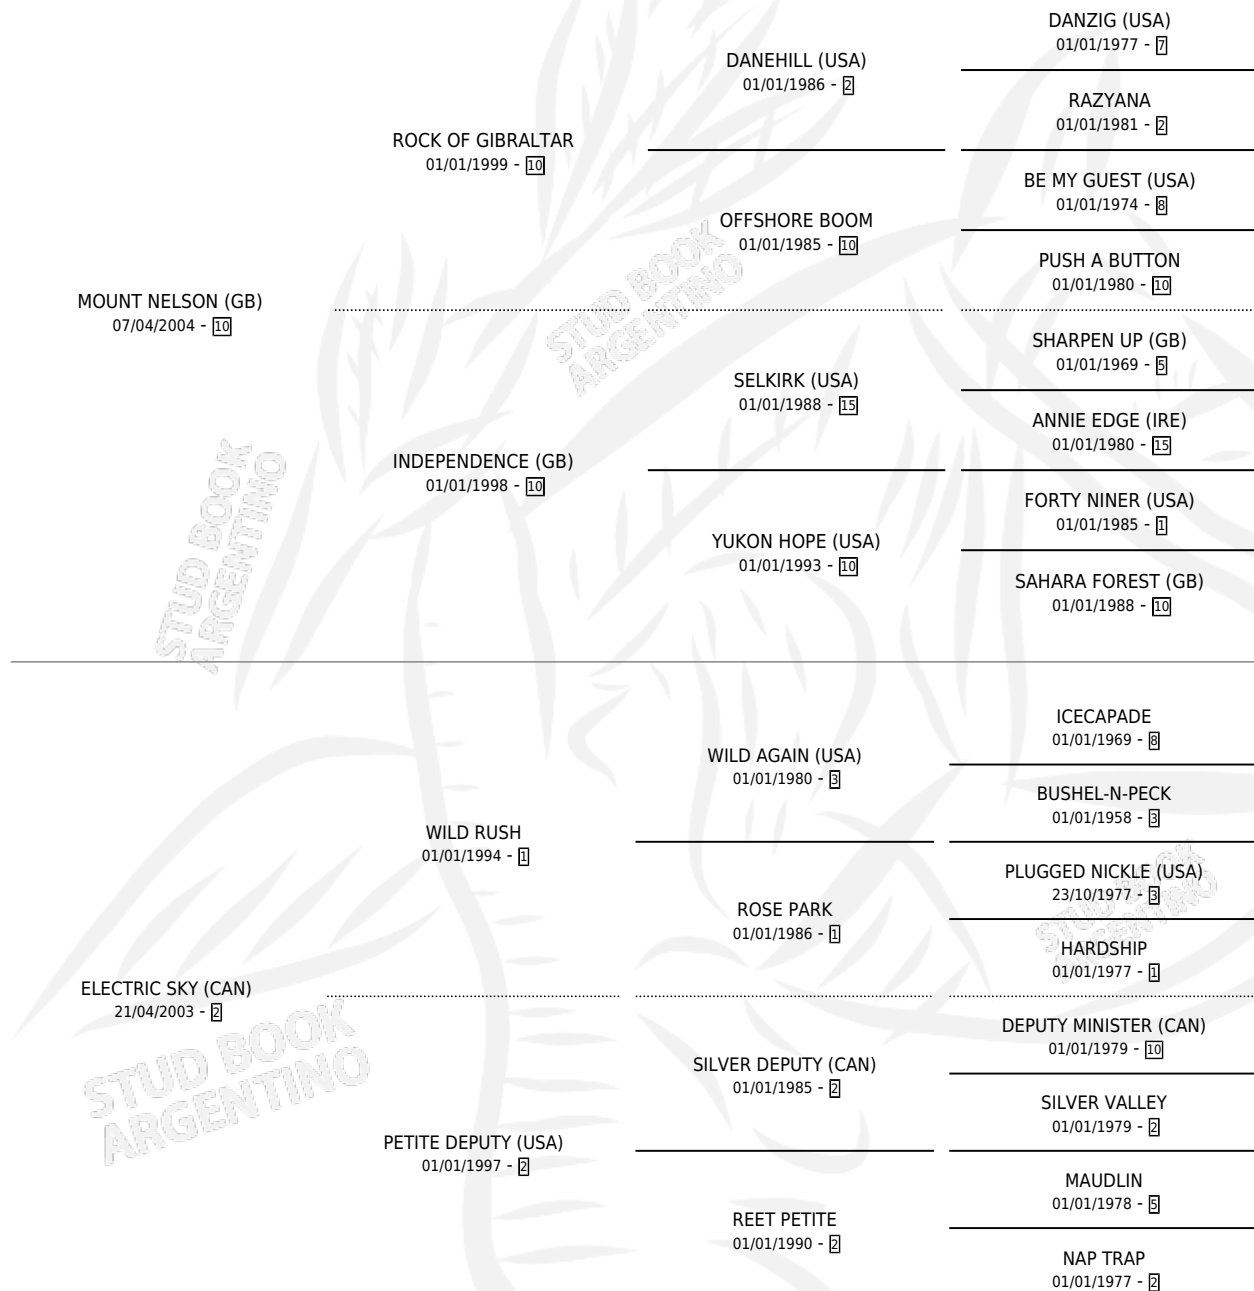 DANZIG (USA)
01/01/1977 - 7
DANEHILL (USA)
01/01/1986 - 2
RAZYANA
01/01/1981 - 2
ROCK OF GIBRALTAR
01/01/1999 - 10
BE MY GUEST (USA)
01/01/1974 - 8
OFFSHORE BOOM
01/01/1985 - 10
PUSH A BUTTON
01/01/1980 - 10
MOUNT NELSON (GB)
07/04/2004 - 10
STUD BOOK
ARGENTINO
SHARPEN UP (GB)
01/01/1969 - 5
SELKIRK (USA)
01/01/1988 - 15
ANNIE EDGE (IRE)
01/01/1980 - 15
INDEPENDENCE (GB)
01/01/1998 - 10
FORTY NINER (USA)
01/01/1985 - 1
YUKON HOPE (USA)
01/01/1993 - 10
SAHARA FOREST (GB)
01/01/1988 - 10
STUD BOOK
ARGENTINO
ICECAPADE
01/01/1969 - 8
WILD AGAIN (USA)
01/01/1980 - 3
BUSHEL-N-PECK
01/01/1958 - 3
WILD RUSH
01/01/1994 - 1
PLUGGED NICKLE (USA)
23/10/1977 - 3
STUD BOOK
ARGENTINO
ROSE PARK
01/01/1986 - 1
HARDSHIP
01/01/1977 - 1
ELECTRIC SKY (CAN)
21/04/2003 - 2
STUD BOOK
ARGENTINO
DEPUTY MINISTER (CAN)
01/01/1979 - 10
SILVER DEPUTY (CAN)
01/01/1985 - 2
SILVER VALLEY
01/01/1979 - 2
PETITE DEPUTY (USA)
01/01/1997 - 2
MAUDLIN
01/01/1978 - 5
REET PETITE
01/01/1990 - 2
NAP TRAP
01/01/1977 - 2